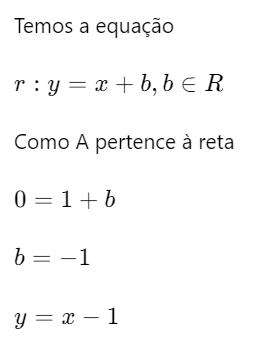 Temos a equação
r : y = x + b, b ∈ R
Como A pertence à reta
0 = 1 + b
b = −1
y = x − 1